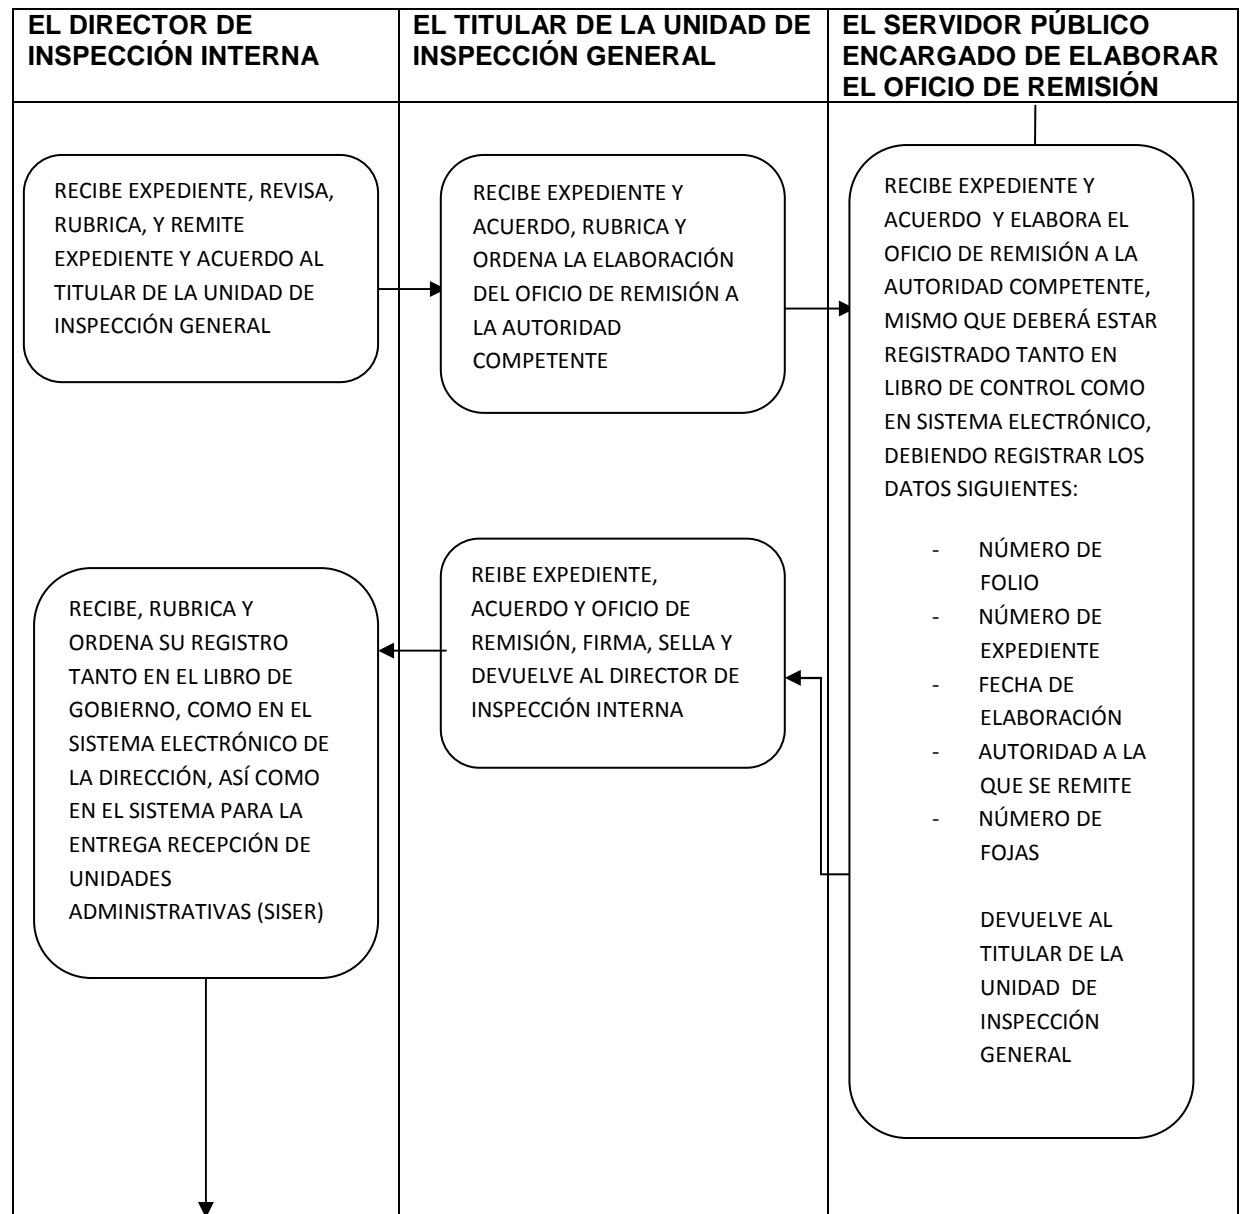 EL DIRECTOR DE
INSPECCIÓN INTERNA
EL TITULAR DE LA UNIDAD DE
INSPECCIÓN GENERAL
EL SERVIDOR PÚBLICO
ENCARGADO DE ELABORAR
EL OFICIO DE REMISIÓN
RECIBE EXPEDIENTE, REVISA,
RUBRICA, Y REMITE
EXPEDIENTE Y ACUERDO AL
TITULAR DE LA UNIDAD DE
INSPECCIÓN GENERAL
RECIBE EXPEDIENTE Y
ACUERDO, RUBRICA Y
ORDENA LA ELABORACIÓN
DEL OFICIO DE REMISIÓN A
LA AUTORIDAD
COMPETENTE
RECIBE EXPEDIENTE Y
ACUERDO Y ELABORA EL
OFICIO DE REMISIÓN A LA
AUTORIDAD COMPETENTE,
MISMO QUE DEBERÁ ESTAR
REGISTRADO TANTO EN
LIBRO DE CONTROL COMO
EN SISTEMA ELECTRÓNICO,
DEBIENDO REGISTRAR LOS
DATOS SIGUIENTES:
- NÚMERO DE
FOLIO
- NÚMERO DE
EXPEDIENTE
- FECHA DE
ELABORACIÓN
- AUTORIDAD A LA
QUE SE REMITE
- NÚMERO DE
FOJAS
DEVUELVE AL
TITULAR DE LA
UNIDAD DE
INSPECCIÓN
GENERAL
REIBE EXPEDIENTE,
ACUERDO Y OFICIO DE
REMISIÓN, FIRMA, SELLA Y
DEVUELVE AL DIRECTOR DE
INSPECCIÓN INTERNA
RECIBE, RUBRICA Y
ORDENA SU REGISTRO
TANTO EN EL LIBRO DE
GOBIERNO, COMO EN EL
SISTEMA ELECTRÓNICO DE
LA DIRECCIÓN, ASÍ COMO
EN EL SISTEMA PARA LA
ENTREGA RECEPCIÓN DE
UNIDADES
ADMINISTRATIVAS (SISER)